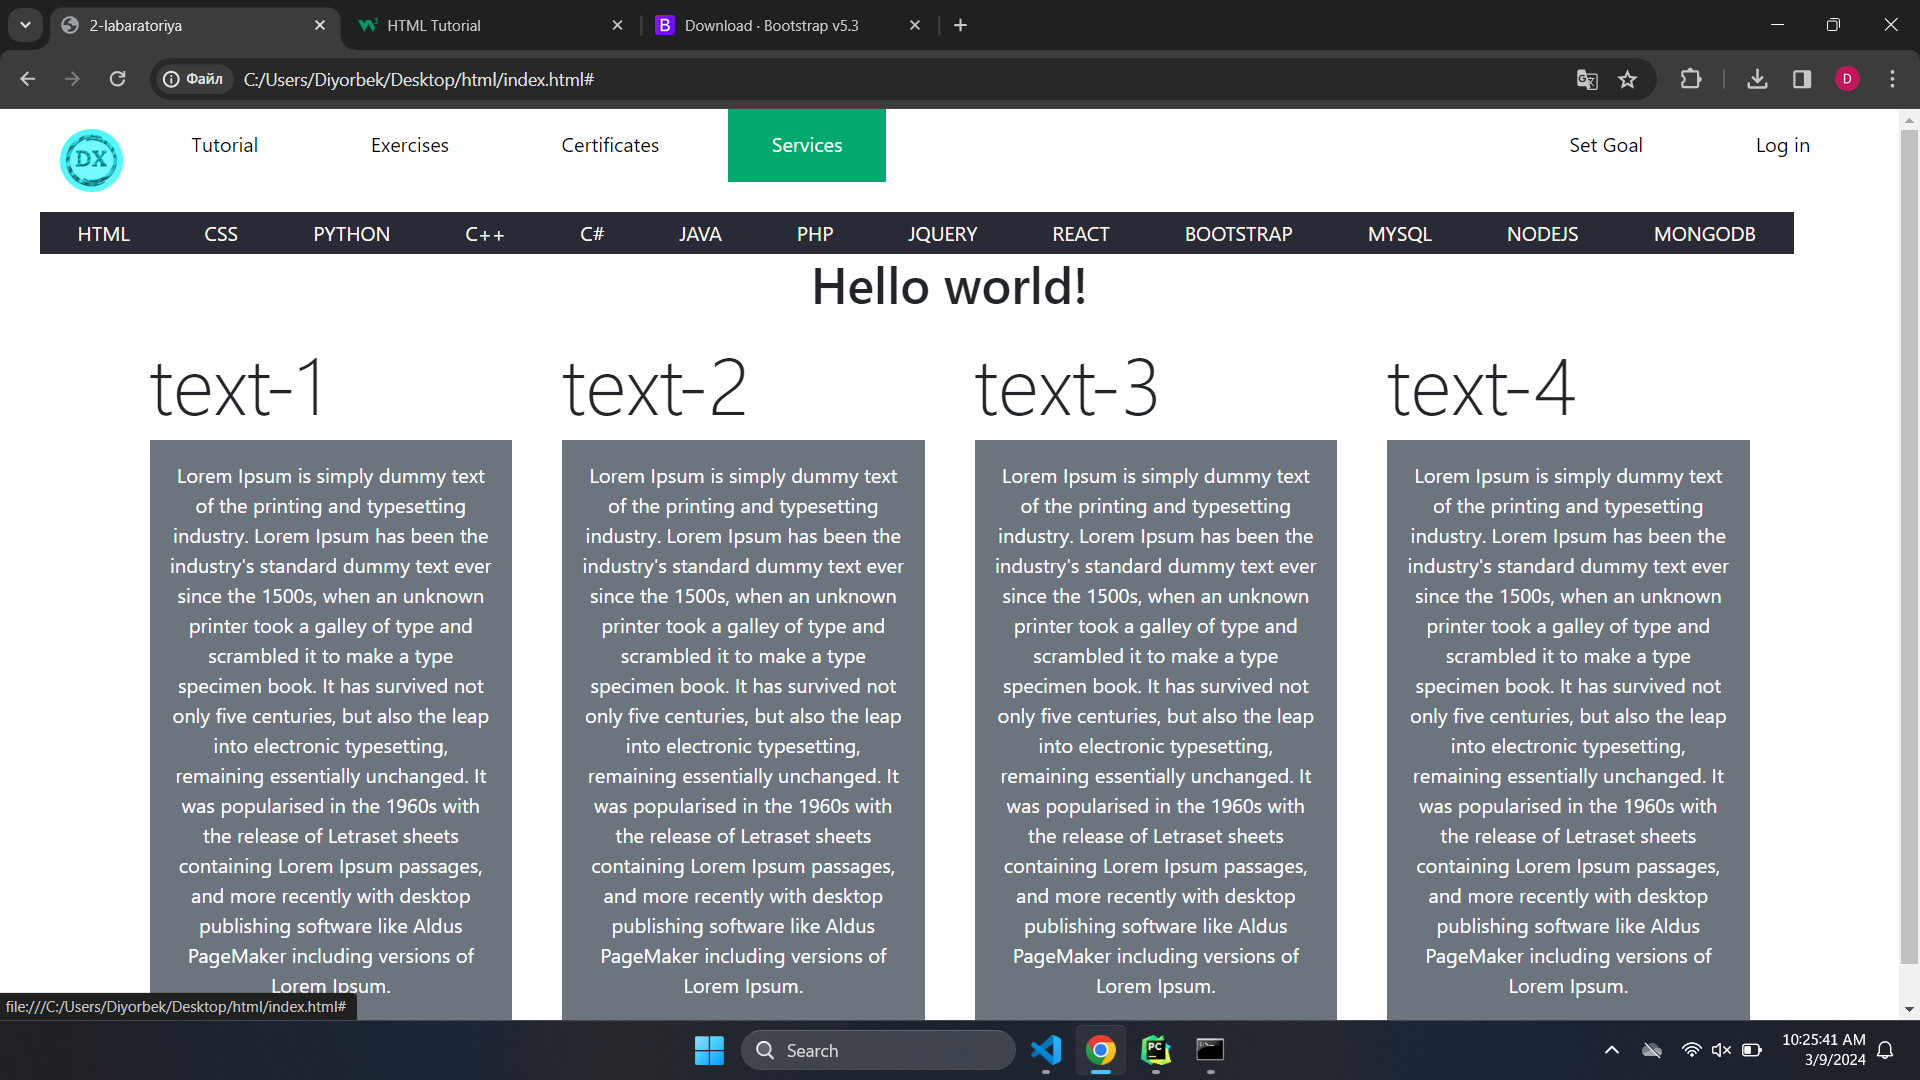 2-labaratoriya
HTML Tutorial
B Download · Bootstrap v5.3
Файл C:/Users/Diyorbek/Desktop/html/index.html#
D
DX
Tutorial Exercises Certificates Services Set Goal Log in
HTML CSS PYTHON C++ C# JAVA PHP JQUERY REACT BOOTSTRAP MYSQL NODEJS MONGODB
Hello world!
text-1
Lorem Ipsum is simply dummy text
of the printing and typesetting
industry. Lorem Ipsum has been the
industry's standard dummy text ever
since the 1500s, when an unknown
printer took a galley of type and
scrambled it to make a type
specimen book. It has survived not
only five centuries, but also the leap
into electronic typesetting,
remaining essentially unchanged. It
was popularised in the 1960s with
the release of Letraset sheets
containing Lorem Ipsum passages,
and more recently with desktop
publishing software like Aldus
PageMaker including versions of
Lorem Ipsum.
text-2
Lorem Ipsum is simply dummy text
of the printing and typesetting
industry. Lorem Ipsum has been the
industry's standard dummy text ever
since the 1500s, when an unknown
printer took a galley of type and
scrambled it to make a type
specimen book. It has survived not
only five centuries, but also the leap
into electronic typesetting,
remaining essentially unchanged. It
was popularised in the 1960s with
the release of Letraset sheets
containing Lorem Ipsum passages,
and more recently with desktop
publishing software like Aldus
PageMaker including versions of
Lorem Ipsum.
text-3
Lorem Ipsum is simply dummy text
of the printing and typesetting
industry. Lorem Ipsum has been the
industry's standard dummy text ever
since the 1500s, when an unknown
printer took a galley of type and
scrambled it to make a type
specimen book. It has survived not
only five centuries, but also the leap
into electronic typesetting,
remaining essentially unchanged. It
was popularised in the 1960s with
the release of Letraset sheets
containing Lorem Ipsum passages,
and more recently with desktop
publishing software like Aldus
PageMaker including versions of
Lorem Ipsum.
text-4
Lorem Ipsum is simply dummy text
of the printing and typesetting
industry. Lorem Ipsum has been the
industry's standard dummy text ever
since the 1500s, when an unknown
printer took a galley of type and
scrambled it to make a type
specimen book. It has survived not
only five centuries, but also the leap
into electronic typesetting,
remaining essentially unchanged. It
was popularised in the 1960s with
the release of Letraset sheets
containing Lorem Ipsum passages,
and more recently with desktop
publishing software like Aldus
PageMaker including versions of
Lorem Ipsum.
file:///C:/Users/Diyorbek/Desktop/html/index.html#
Search
PC
10:25:41 AM
3/9/2024